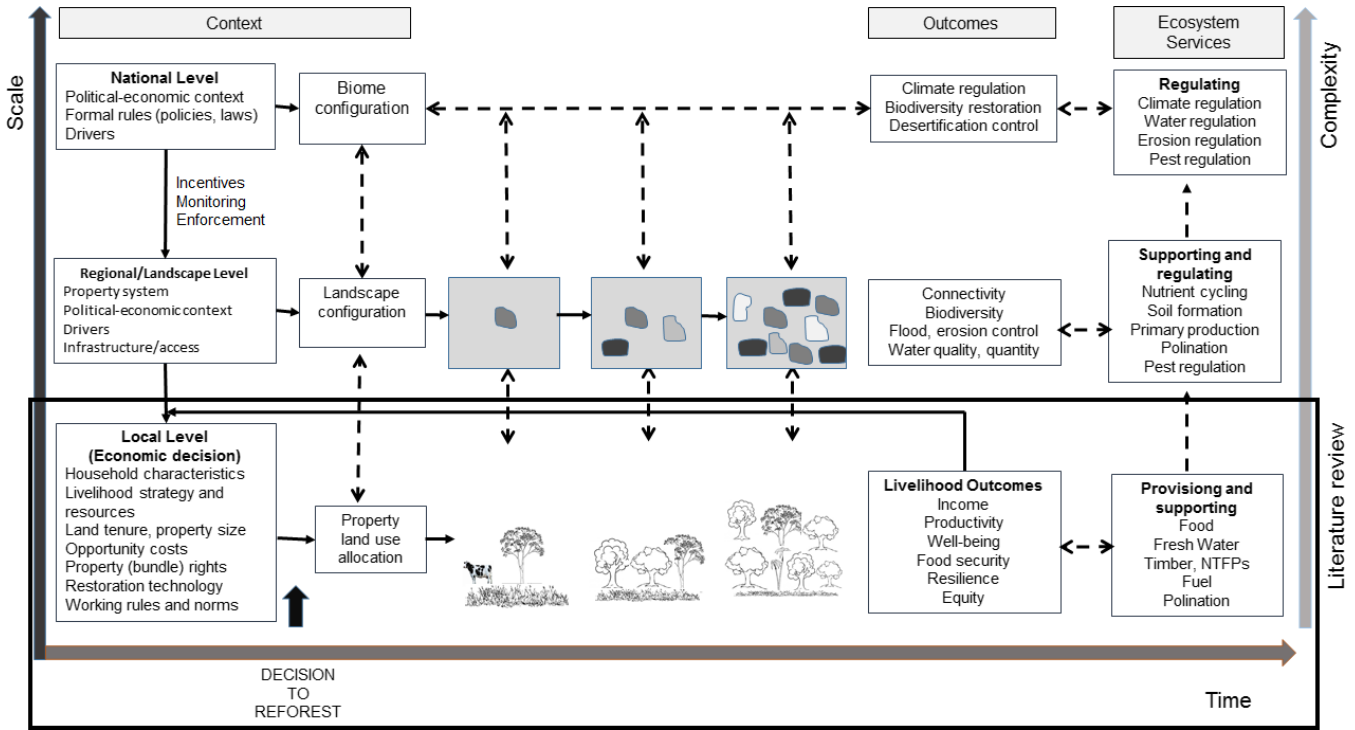 Context
Outcomes
Ecosystem
Services
Scale
Complexity
National Level
Political-economic context
Formal rules (policies, laws)
Drivers
Biome
configuration
Climate regulation
Biodiversity restoration
Desertification control
Regulating
Climate regulation
Water regulation
Erosion regulation
Pest regulation
Incentives
Monitoring
Enforcement
Regional/Landscape Level
Property system
Political-economic context
Drivers
Infrastructure/access
Landscape
configuration
Connectivity
Biodiversity
Flood, erosion control
Water quality, quantity
Supporting and
regulating
Nutrient cycling
Soil formation
Primary production
Polination
Pest regulation
Local Level
(Economic decision)
Household characteristics
Livelihood strategy and
resources
Land tenure, property size
Opportunity costs
Property (bundle) rights
Restoration technology
Working rules and norms
Property
land use
allocation
Livelihood Outcomes
Income
Productivity
Well-being
Food security
Resilience
Equity
Provisiong and
supporting
Food
Fresh Water
Timber, NTFPs
Fuel
Polination
Literature review
DECISION
TO
REFOREST
Time